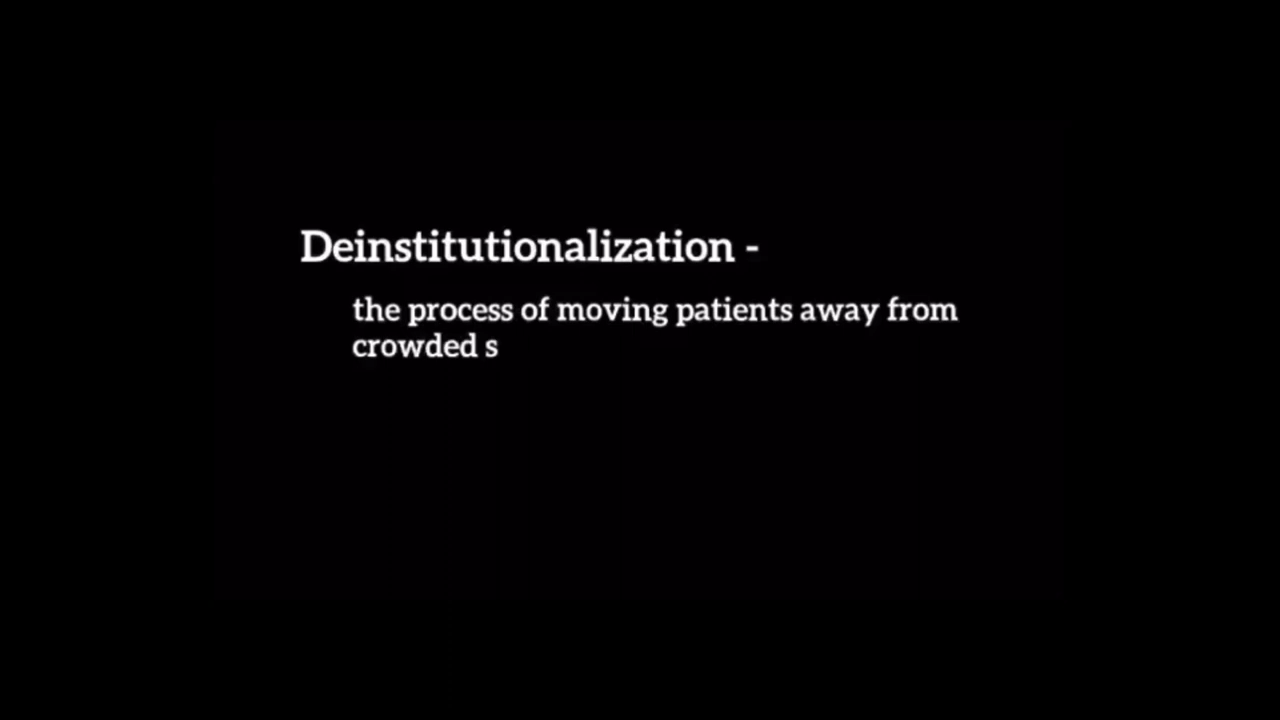 Deinstitutionalization -
the process of moving patients away from
crowded s